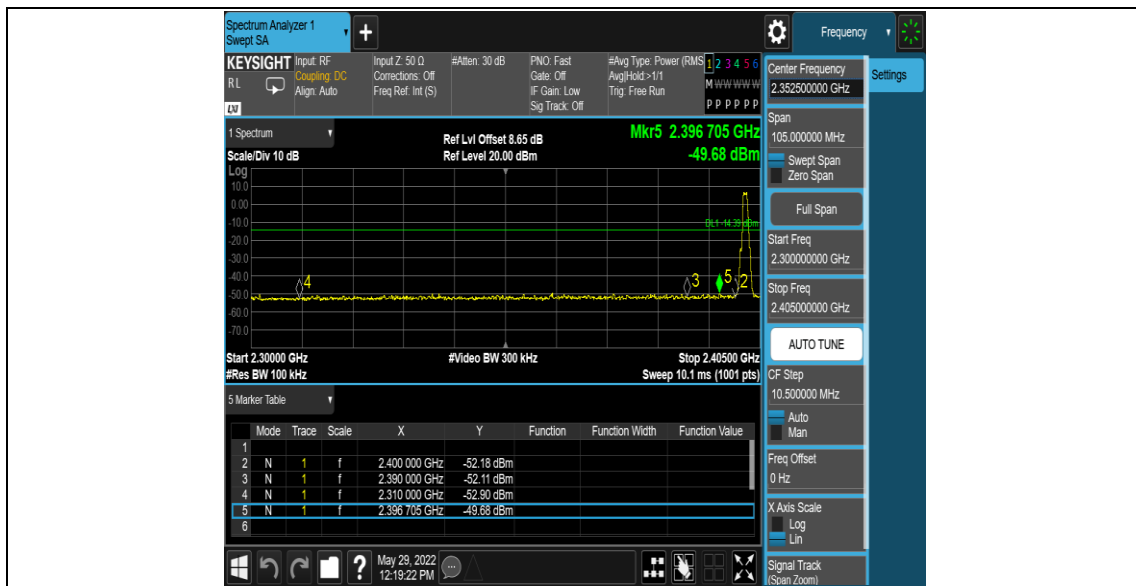 Spectrum Analyzer 1
Swept SA
+
Frequency
KEYSIGHT Input: RF Input Z: 50 Ω #Atten: 30 dB PNO: Fast #Avg Type: Power (RMS 1 2 3 4 5 6
RL Coupling: DC Corrections: Off Gate: Off Avg|Hold:>1/1 M W W W W W
Align: Auto Freq Ref: Int (S) IF Gain: Low Trig: Free Run
LXI Sig Track: Off P P P P P P
1 Spectrum
Ref Lvl Offset 8.65 dB Mkr5 2.396 705 GHz
Scale/Div 10 dB Ref Level 20.00 dBm -49.68 dBm
Log
10.0
0.00
-10.0
DL1 -14.39 dBm
-20.0
-30.0
-40.0
4 3 5 2
-50.0
-60.0
-70.0
Start 2.30000 GHz #Video BW 300 kHz Stop 2.40500 GHz
#Res BW 100 kHz Sweep 10.1 ms (1001 pts)
5 Marker Table
Mode Trace Scale X Y Function Function Width Function Value
1
2 N 1 f 2.400 000 GHz -52.18 dBm
3 N 1 f 2.390 000 GHz -52.11 dBm
4 N 1 f 2.310 000 GHz -52.90 dBm
5 N 1 f 2.396 705 GHz -49.68 dBm
6
? May 29, 2022
12:19:22 PM
Center Frequency
2.352500000 GHz
Settings
Span
105.000000 MHz
Swept Span
Zero Span
Full Span
Start Freq
2.300000000 GHz
Stop Freq
2.405000000 GHz
AUTO TUNE
CF Step
10.500000 MHz
Auto
Man
Freq Offset
0 Hz
X Axis Scale
Log
Lin
Signal Track
(Span Zoom)